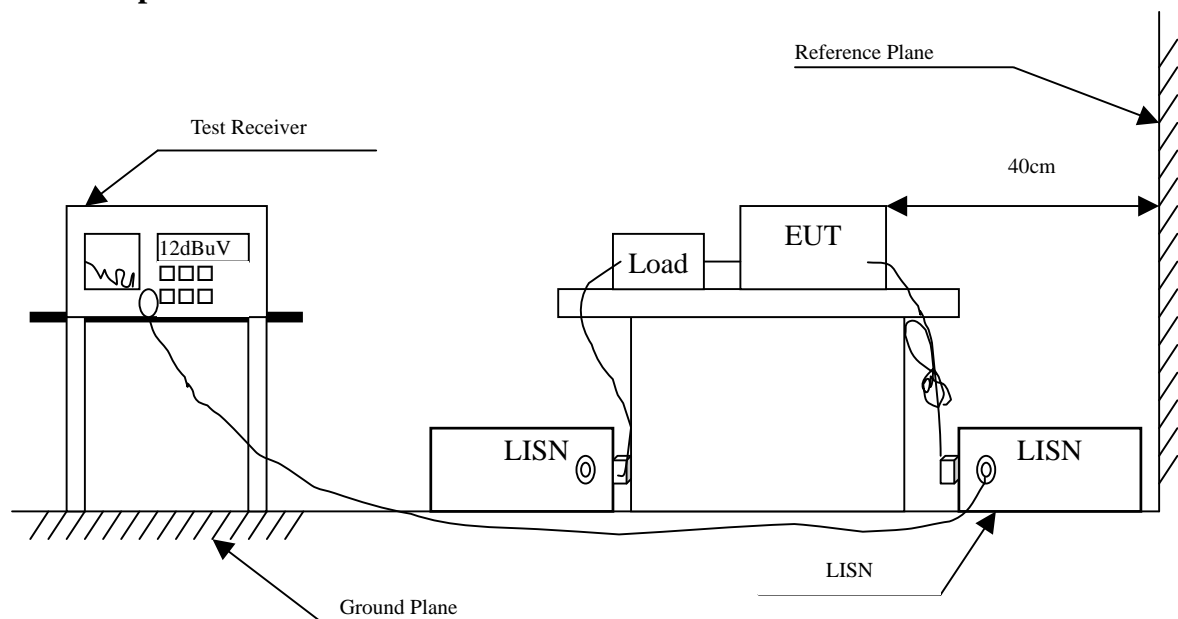 Reference Plane
Test Receiver
40cm
12dBuV
EUT
Load
LISN
LISN
LISN
Ground Plane